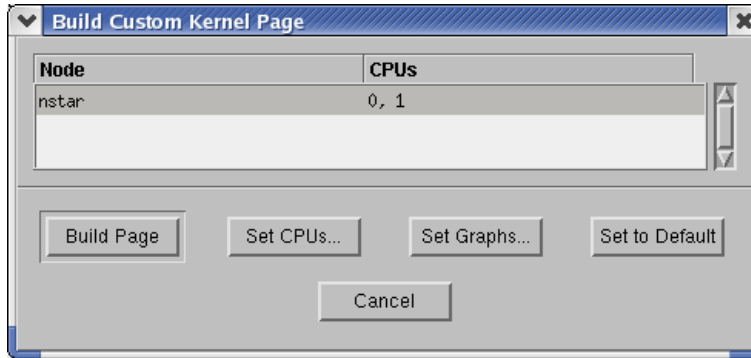 Build Custom Kernel Page
Node CPUs
nstar 0, 1
Build Page Set CPUs... Set Graphs... Set to Default
Cancel